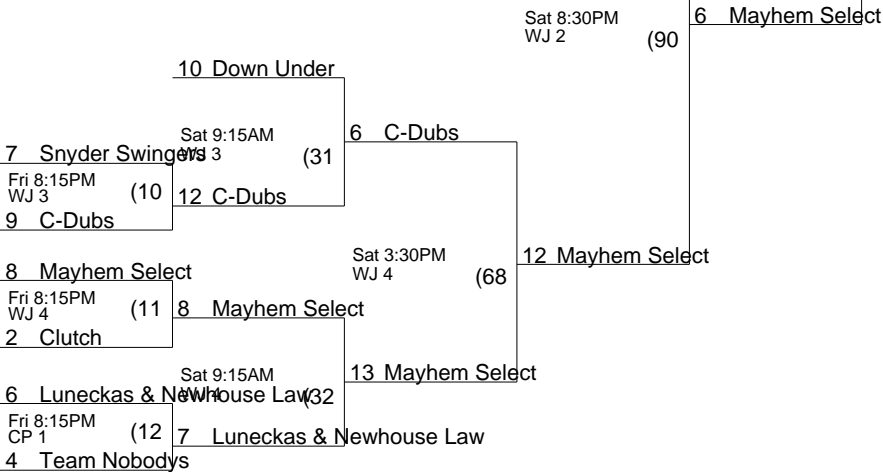 Sat 8:30PM
WJ 2
(90
6 Mayhem Select
10 Down Under
Sat 9:15AM
WJ 3
(31
6 C-Dubs
7 Snyder Swingers
Fri 8:15PM
WJ 3
(10
12 C-Dubs
9 C-Dubs
Sat 3:30PM
WJ 4
(68
12 Mayhem Select
8 Mayhem Select
Fri 8:15PM
WJ 4
(11
8 Mayhem Select
2 Clutch
Sat 9:15AM
WJ 4
(32
13 Mayhem Select
6 Luneckas & Newhouse Law
Fri 8:15PM
CP 1
(12
7 Luneckas & Newhouse Law
4 Team Nobodys